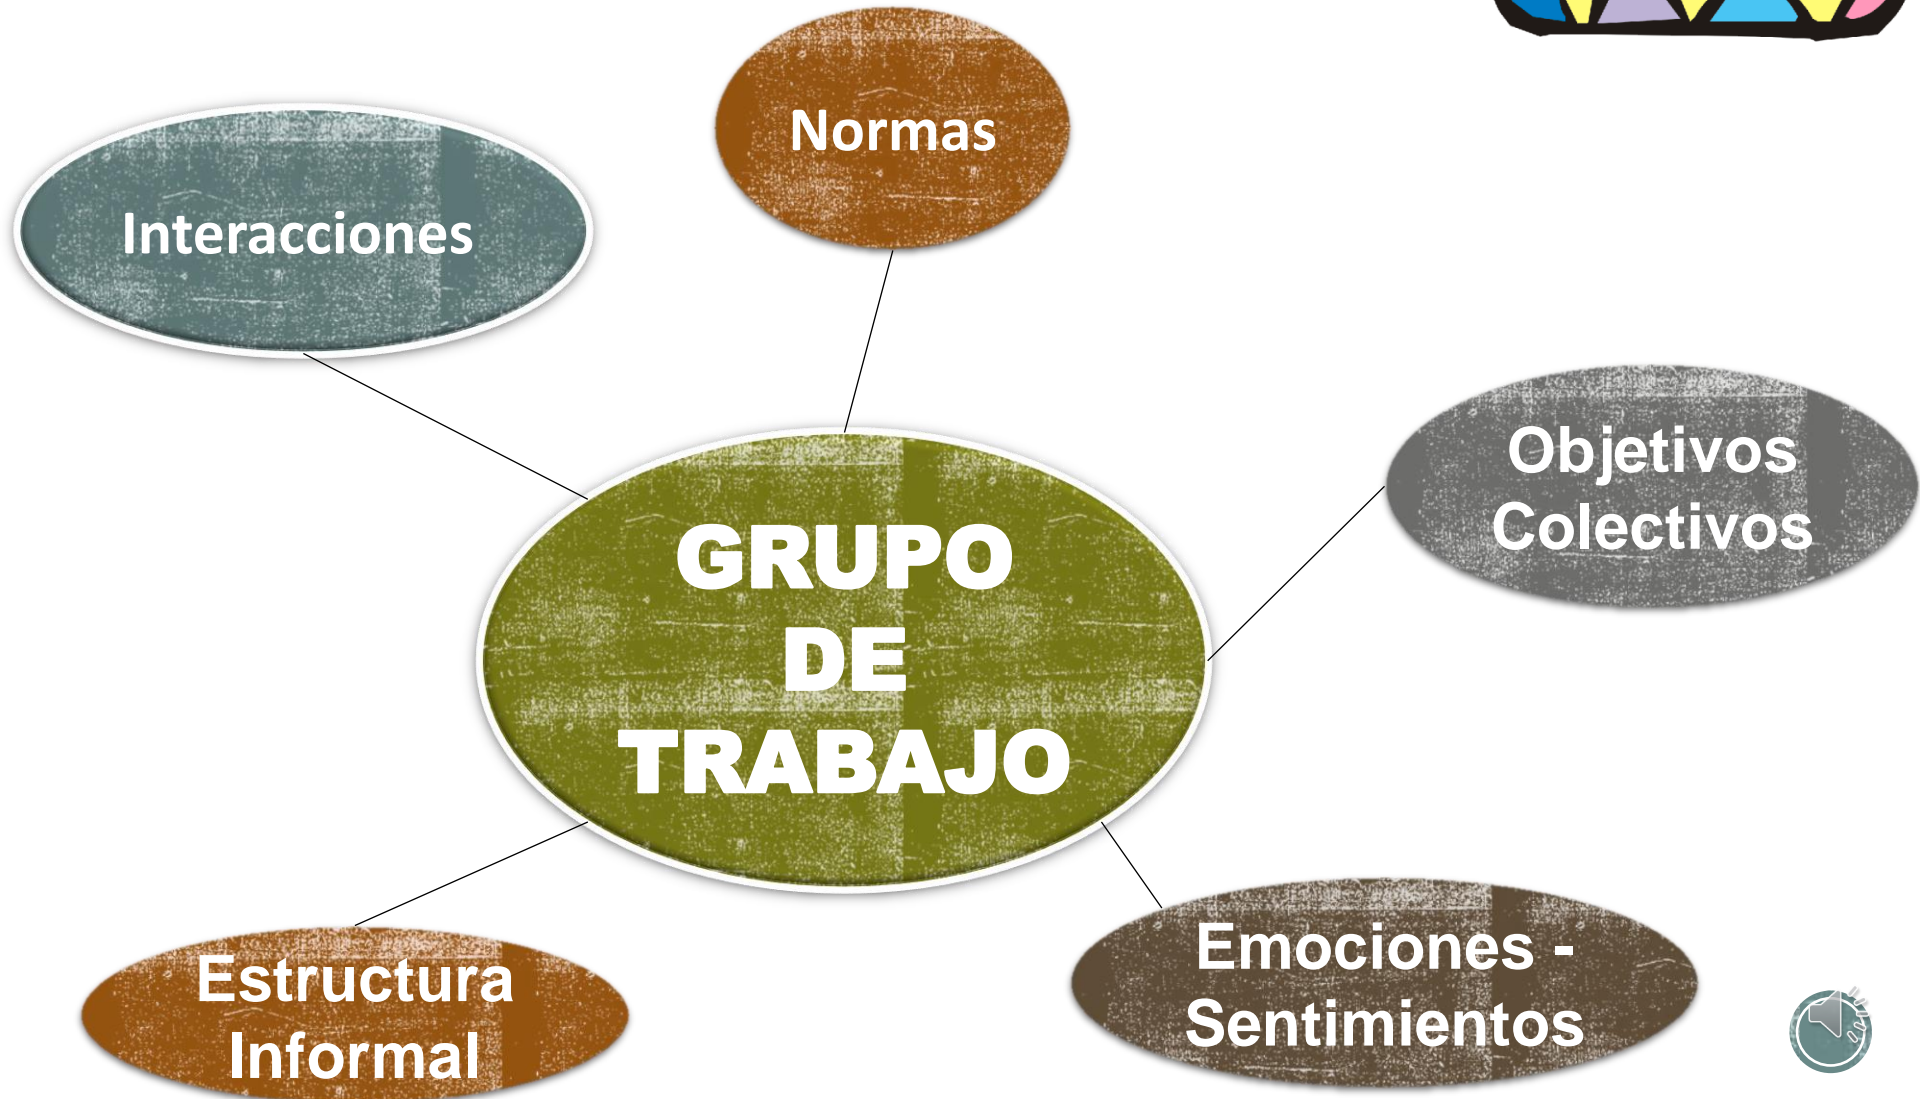 Normas
Interacciones
Objetivos
Colectivos
GRUPO
DE
TRABAJO
Emociones -
Sentimientos
Estructura
Informal